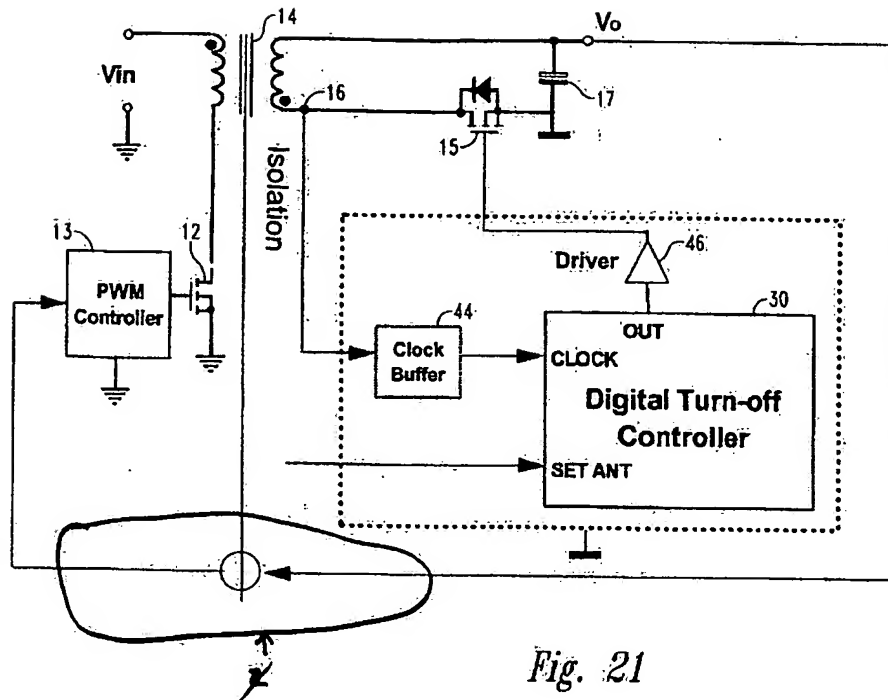 14
Vo
Vin
16
17
15
Isolation
13
12
PWM
Controller
Driver
46
44
30
OUT
Clock
Buffer
CLOCK
Digital Turn-off
Controller
SET ANT
Fig. 21